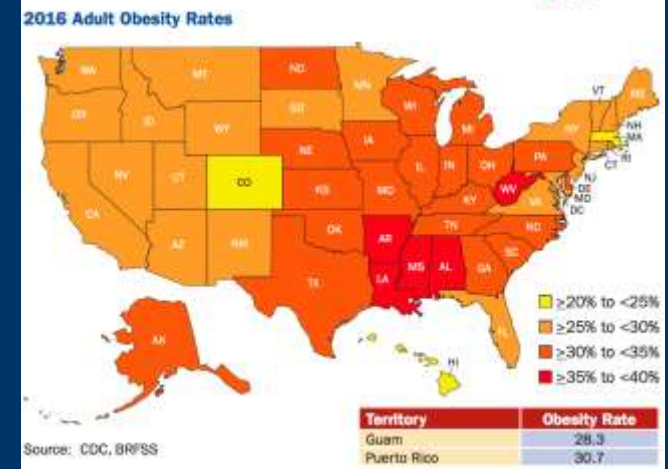 2016 Adult Obesity Rates
WA
MT
ND
MN
VT
ME
OR
ID
SD
WI
MI
NY
NH
MA
WY
IA
PA
RI
CT
NE
NJ
NV
UT
CO
IL
IN
OH
DE
MD
WV
VA
DC
CA
KS
MO
KY
AZ
NM
OK
AR
TN
NC
SC
TX
LA
MS
AL
GA
FL
AK
HI
≥20% to <25%
≥25% to <30%
≥30% to <35%
≥35% to <40%
Territory Obesity Rate
Guam 28.3
Puerto Rico 30.7
Source: CDC, BRFSS